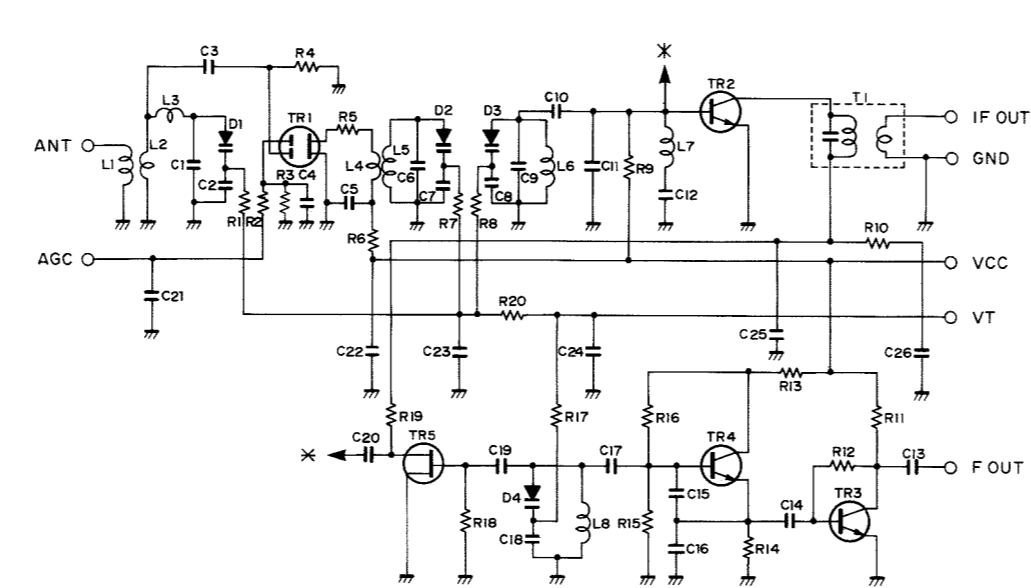 C3
R4
L3
D1
TR1
R5
D2
D3
C10
TR2
T1
IF OUT
ANT
L1
L2
C1
C2
L4
L5
C6
C7
C8
C9
L6
C11
R9
L7
GND
R3
C4
C5
C12
R1
R2
R6
R7
R8
R10
AGC
VCC
C21
R20
VT
C22
C23
C24
C25
C26
R13
R19
R17
R16
R11
C20
TR5
C19
C17
TR4
R12
C13
F OUT
D4
C15
C14
TR3
R18
C18
L8
R15
C16
R14